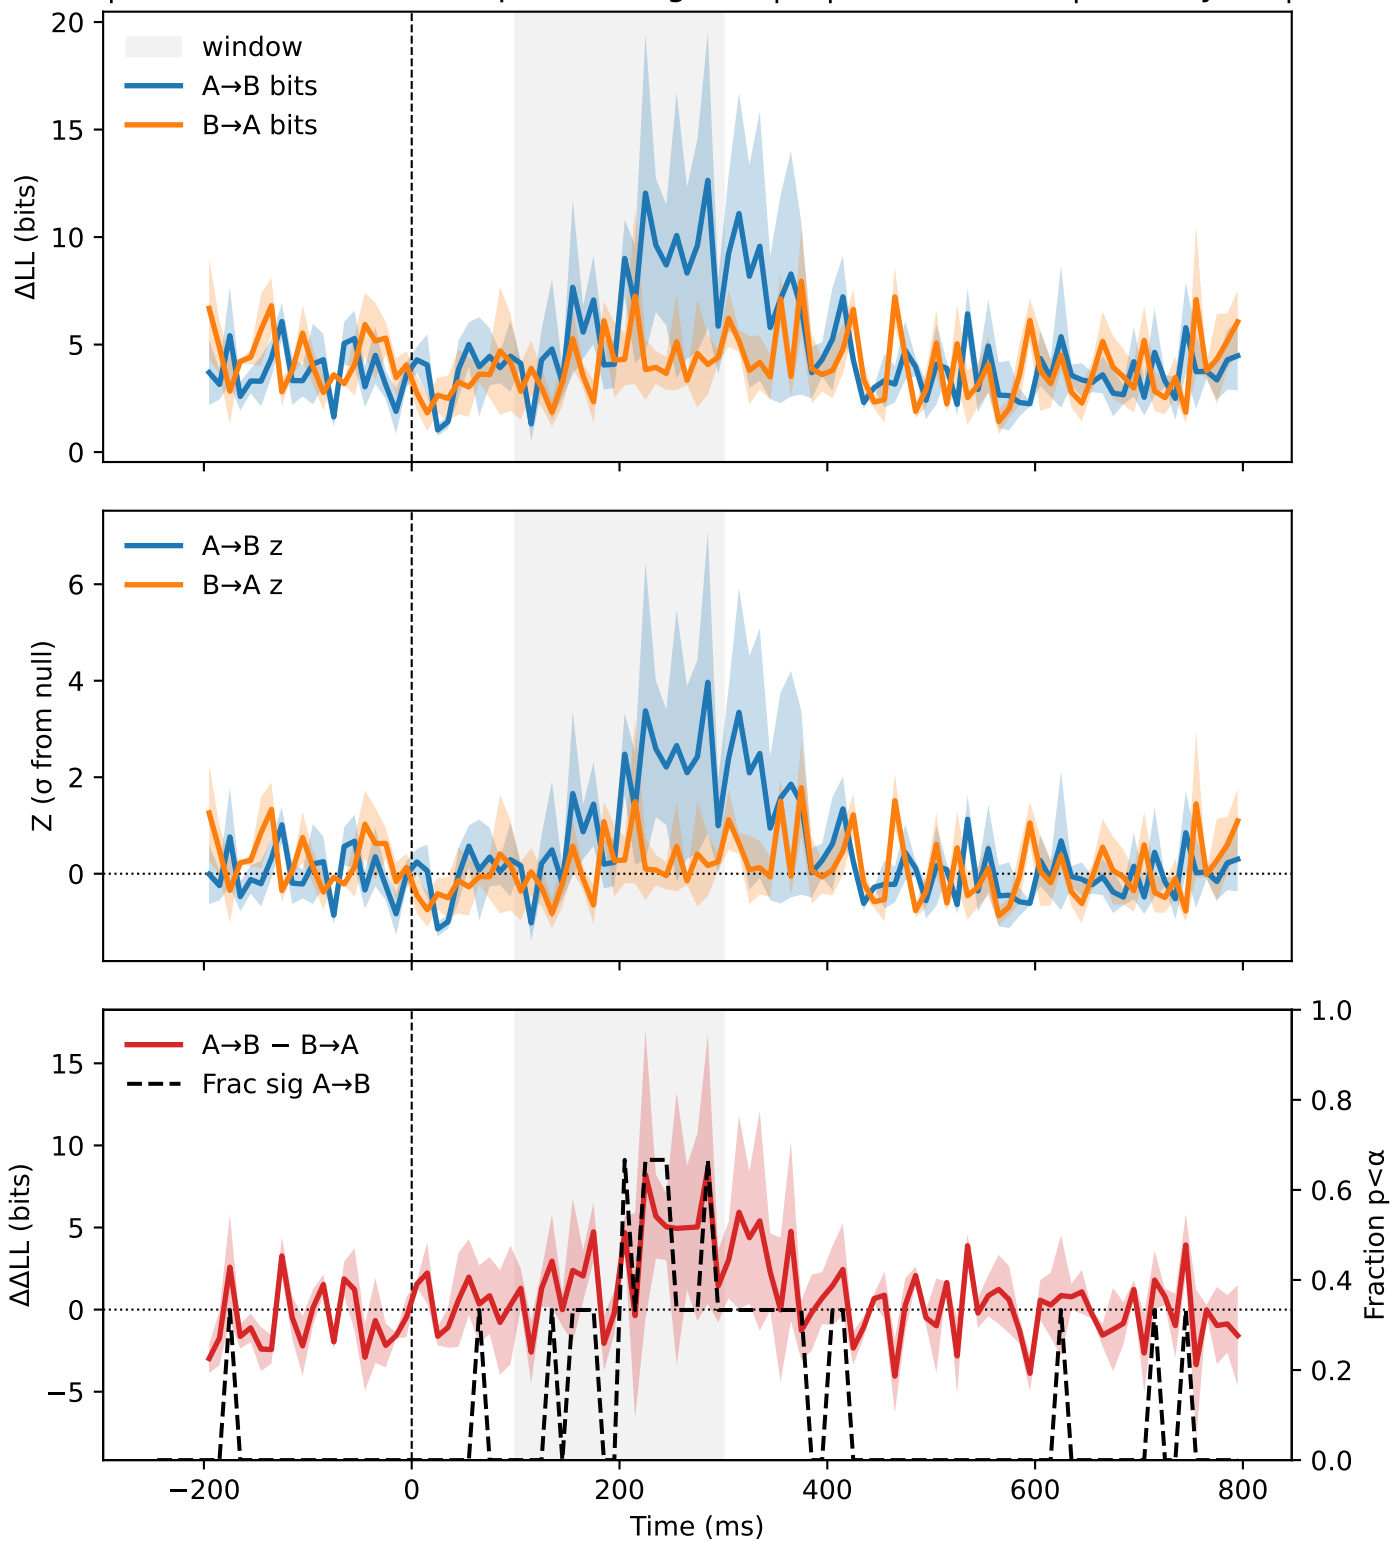 20
15
10
5
0
ΔLL (bits)
window
A→B bits
B→A bits
6
4
2
0
Z (σ from null)
A→B z
B→A z
15
10
5
0
−5
ΔΔLL (bits)
A→B − B→A
Frac sig A→B
1.0
0.8
0.6
0.4
0.2
0.0
Fraction p<α
−200 0 200 400 600 800
Time (ms)